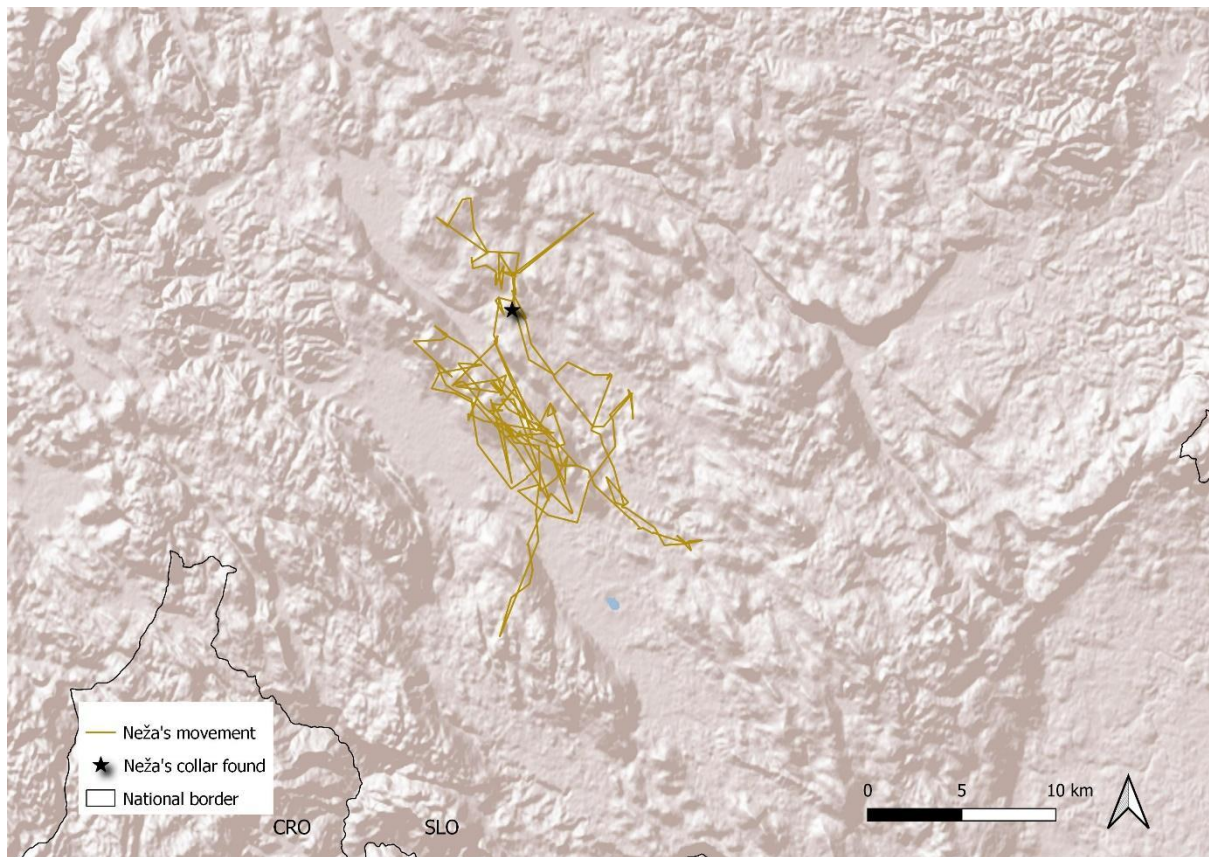 Neža's movement
Neža's collar found
National border
CRO
SLO
0
5
10 km